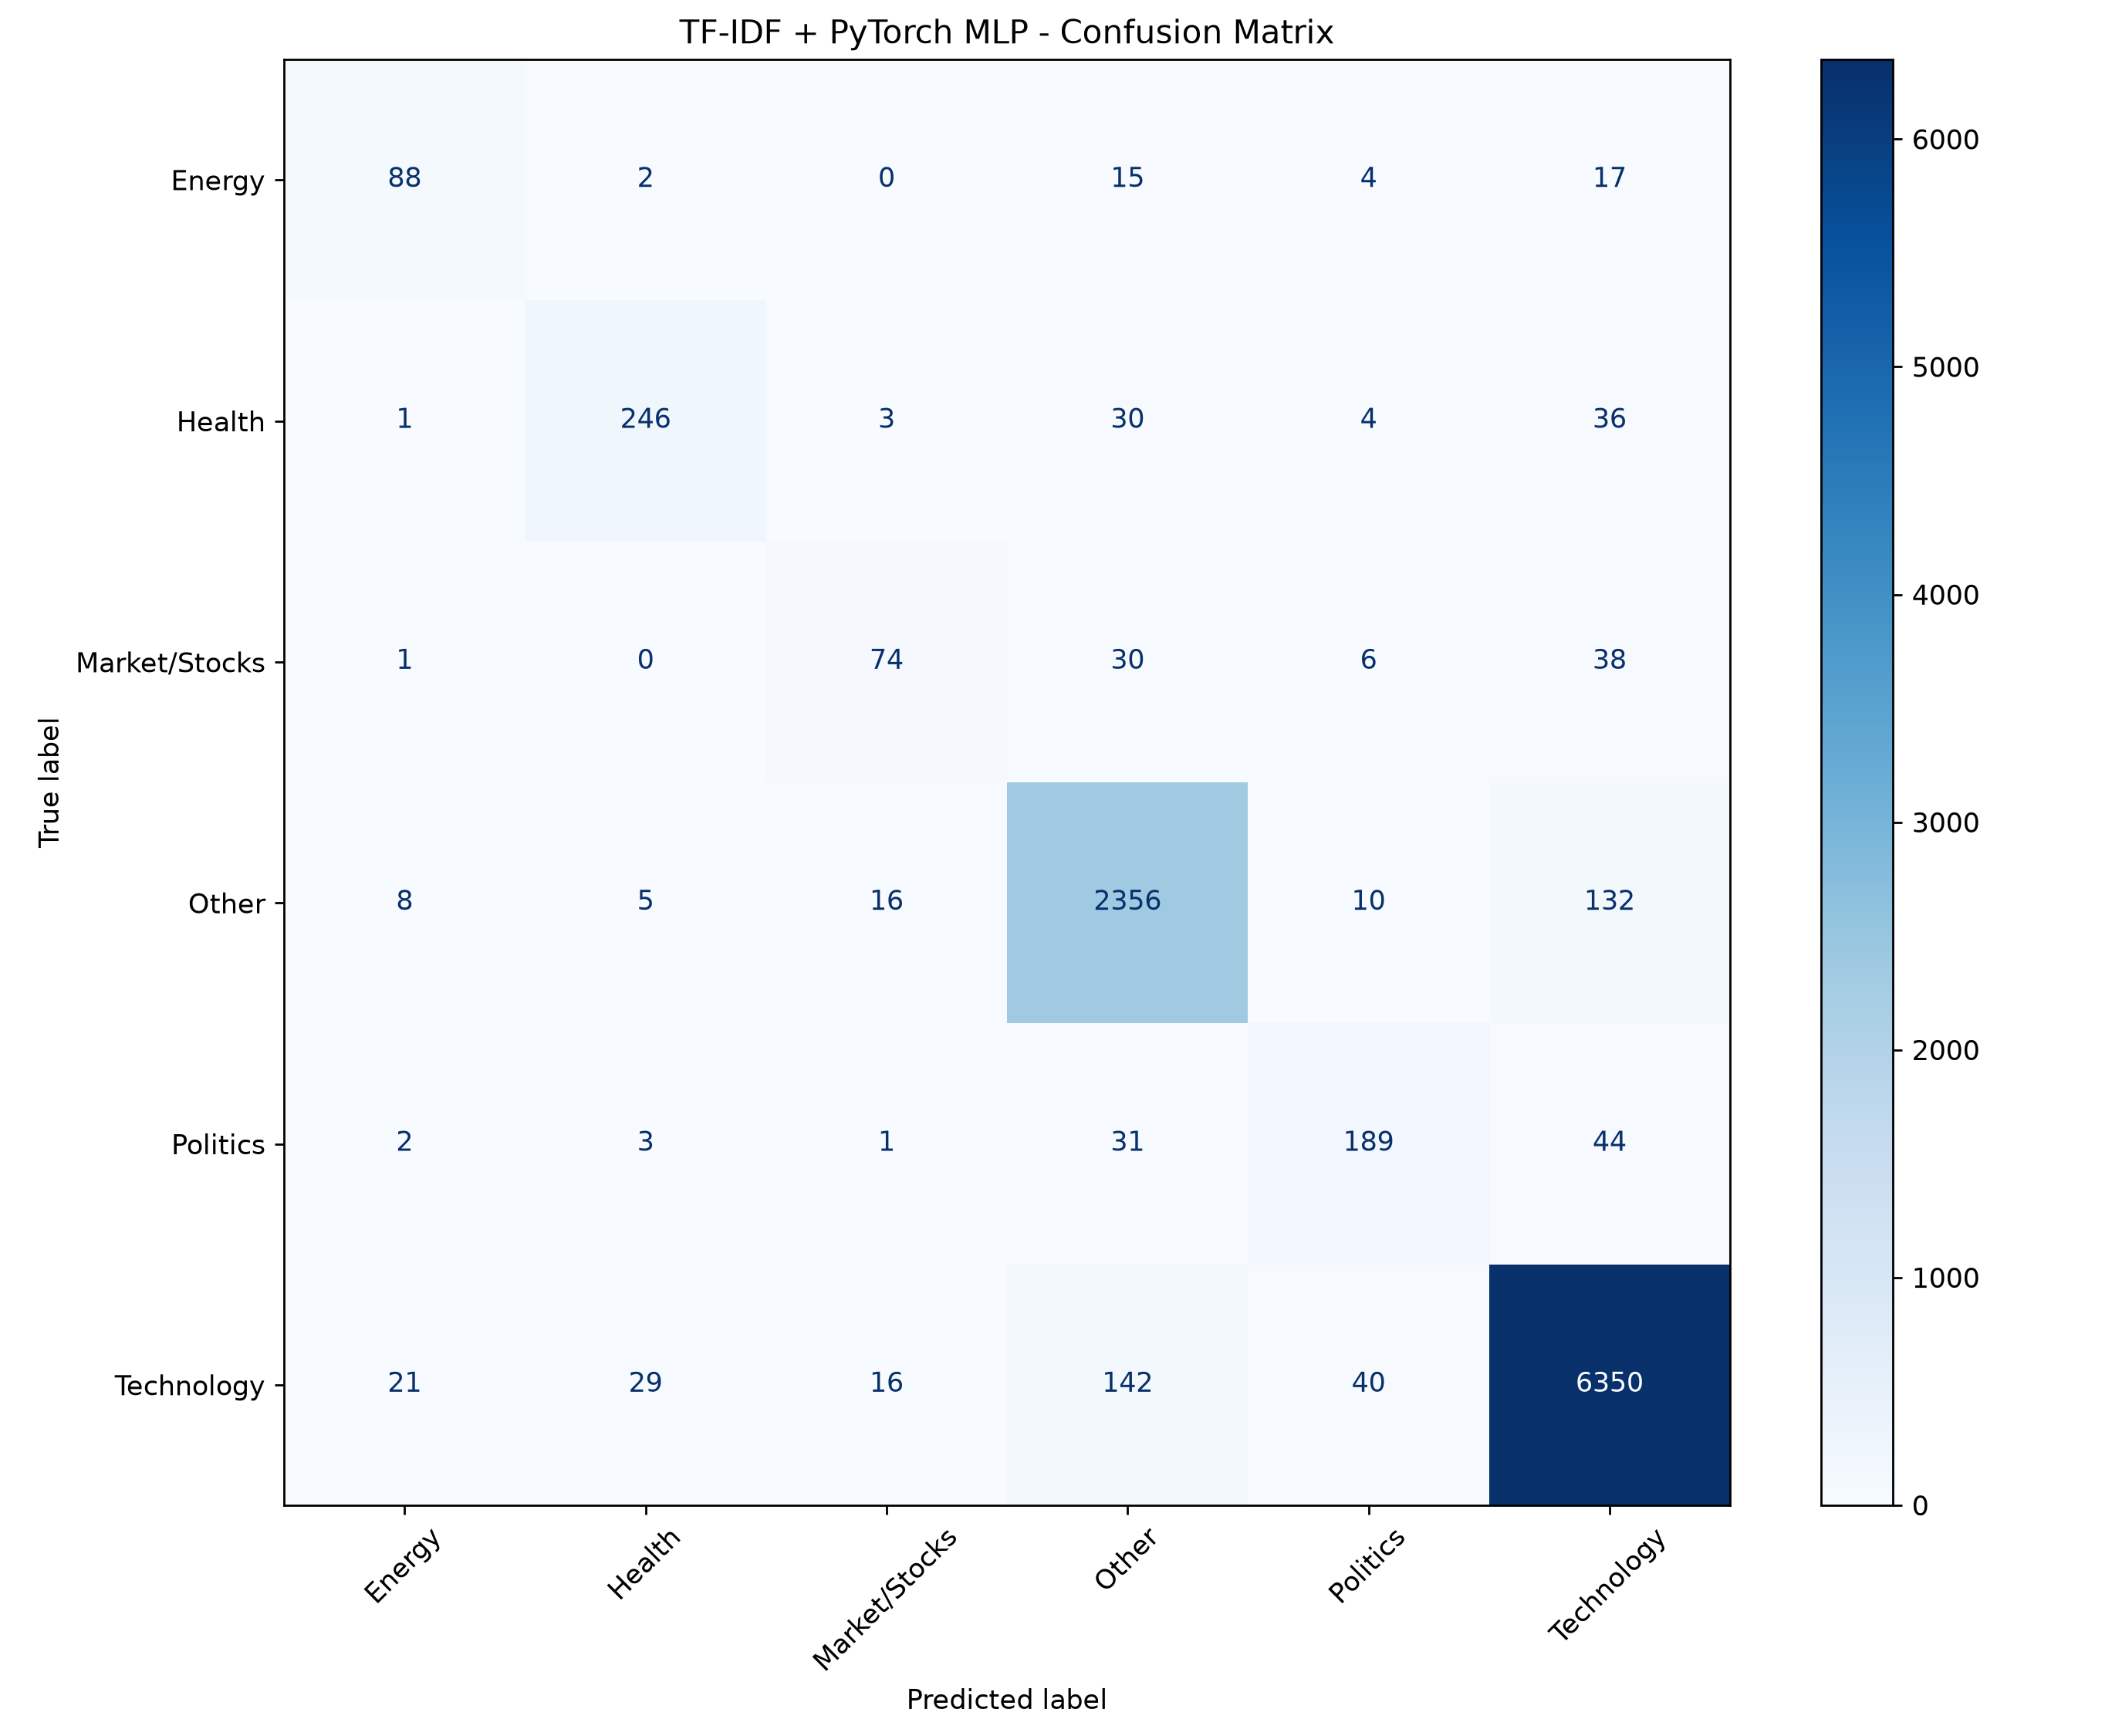 TF-IDF + PyTorch MLP - Confusion Matrix
Energy 88 2 0 15 4 17
Health 1 246 3 30 4 36
Market/Stocks 1 0 74 30 6 38
Other 8 5 16 2356 10 132
Politics 2 3 1 31 189 44
Technology 21 29 16 142 40 6350
True label
Energy Health Market/Stocks Other Politics Technology
Predicted label
6000
5000
4000
3000
2000
1000
0